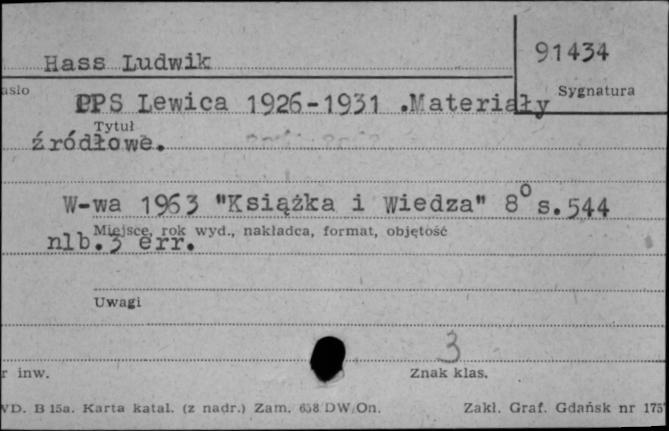 Hass Ludwik
91434
Sygnatura
asło
PPS Lewica 1926-1931 .Materiały
Tytuł
źródłowe.
W-wa 1963 "Książka i Wiedza" 8° s.544
Miejsce, rok wyd., nakładca, format, objętość
nlb.3 err.
Uwagi
3
r inw.
Znak klas.
WD. B 15a. Karta katal. (z nadr.) Zam. 658 DW/On.
Zakł. Graf. Gdańsk nr 175